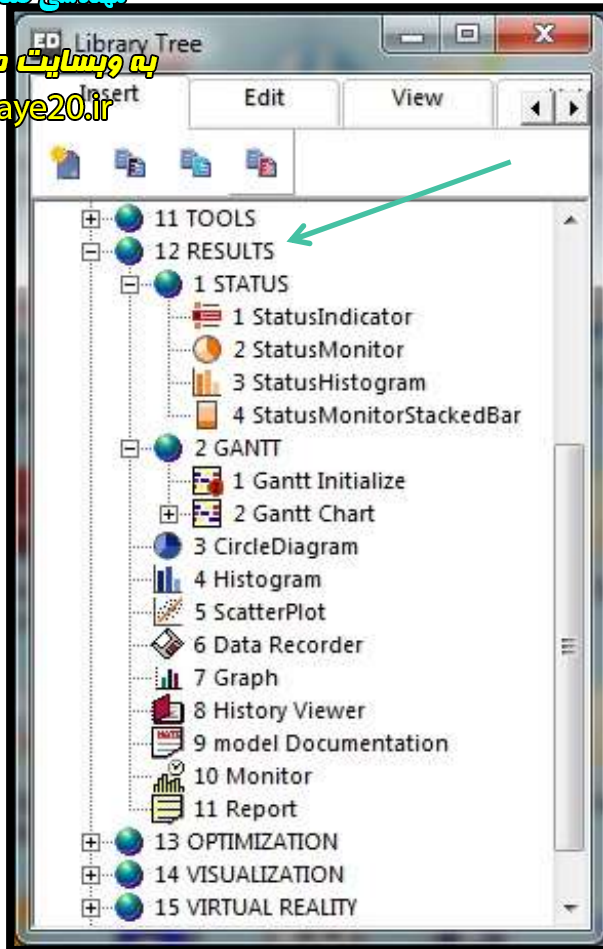 مهندسی
ED Library Tree
به وبسایت
Insert Edit View
aye20.ir
11 TOOLS
12 RESULTS
1 STATUS
1 StatusIndicator
2 StatusMonitor
3 StatusHistogram
4 StatusMonitorStackedBar
2 GANTT
1 Gantt Initialize
2 Gantt Chart
3 CircleDiagram
4 Histogram
5 ScatterPlot
6 Data Recorder
7 Graph
8 History Viewer
9 model Documentation
10 Monitor
11 Report
13 OPTIMIZATION
14 VISUALIZATION
15 VIRTUAL REALITY